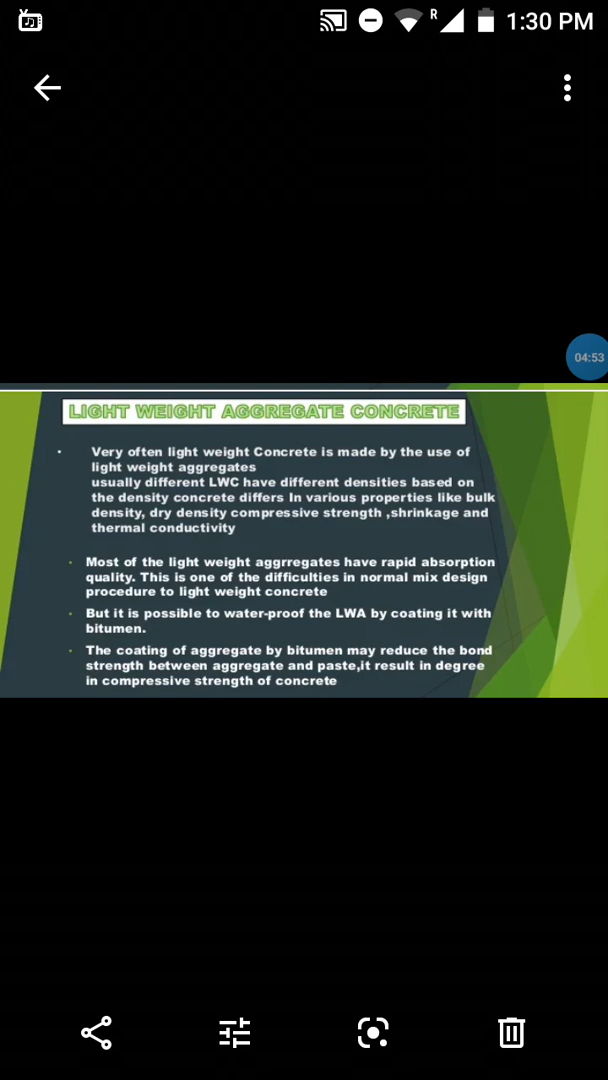 R
1:30 PM
04:53
LIGHT WEIGHT AGGREGATE CONCRETE
• Very often light weight Concrete is made by the use of
light weight aggregates
usually different LWC have different densities based on
the density concrete differs In various properties like bulk
density, dry density compressive strength ,shrinkage and
thermal conductivity
• Most of the light weight aggrregates have rapid absorption
quality. This is one of the difficulties in normal mix design
procedure to light weight concrete
• But it is possible to water-proof the LWA by coating it with
bitumen.
• The coating of aggregate by bitumen may reduce the bond
strength between aggregate and paste,it result in degree
in compressive strength of concrete